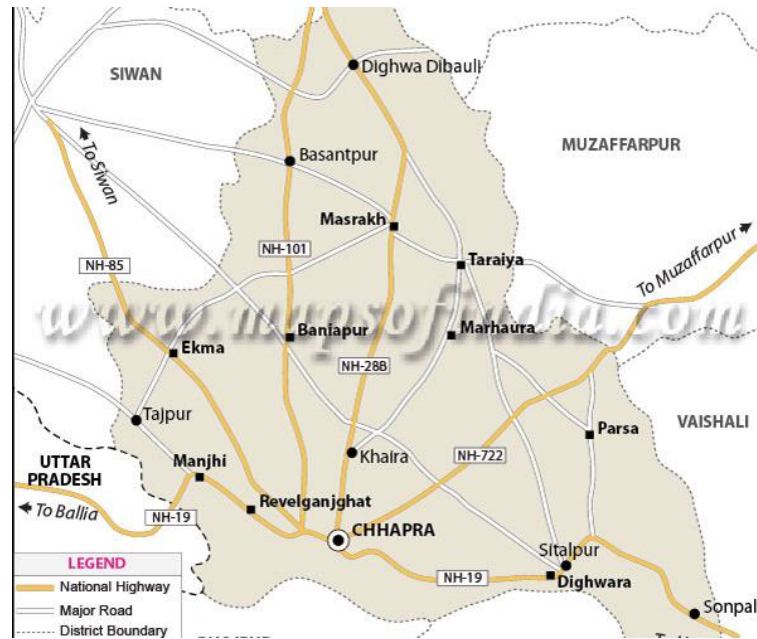 Dighwa Dibauli
SIWAN
To Siwan
MUZAFFARPUR
Basantpur
Masrakh
NH-101
Taraiya
To Muzaffarpur
NH-85
www.mapsofindia.com
Baniapur
Marhaura
Ekma
NH-28B
Tajpur
VAISHALI
Parsa
Khaira
NH-722
Manjhi
UTTAR
PRADESH
Revelganjghat
To Ballia
NH-19
CHHAPRA
Sitalpur
LEGEND
NH-19
Dighwara
National Highway
Major Road
Sonpal
District Boundary